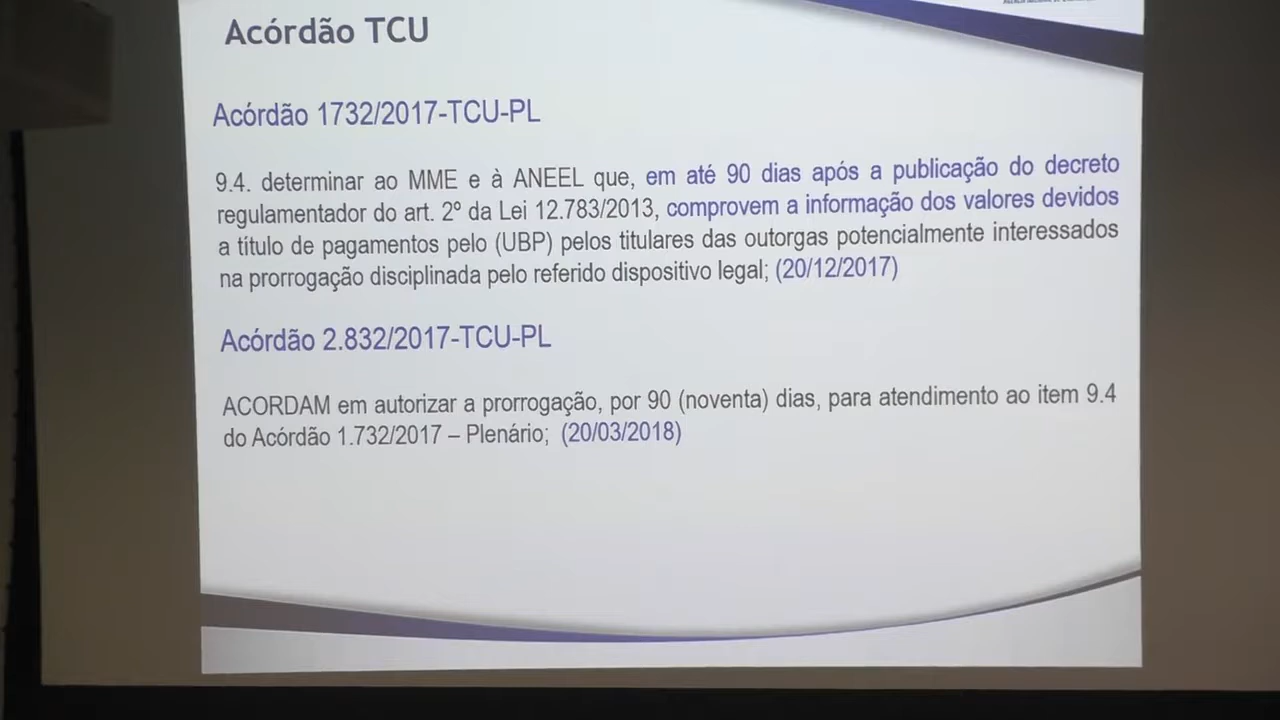 Acórdão TCU
Acórdão 1732/2017-TCU-PL
9.4. determinar ao MME e à ANEEL que, em até 90 dias após a publicação do decreto
regulamentador do art. 2º da Lei 12.783/2013, comprovem a informação dos valores devidos
a título de pagamentos pelo (UBP) pelos titulares das outorgas potencialmente interessados
na prorrogação disciplinada pelo referido dispositivo legal; (20/12/2017)
Acórdão 2.832/2017-TCU-PL
ACORDAM em autorizar a prorrogação, por 90 (noventa) dias, para atendimento ao item 9.4
do Acórdão 1.732/2017 – Plenário; (20/03/2018)